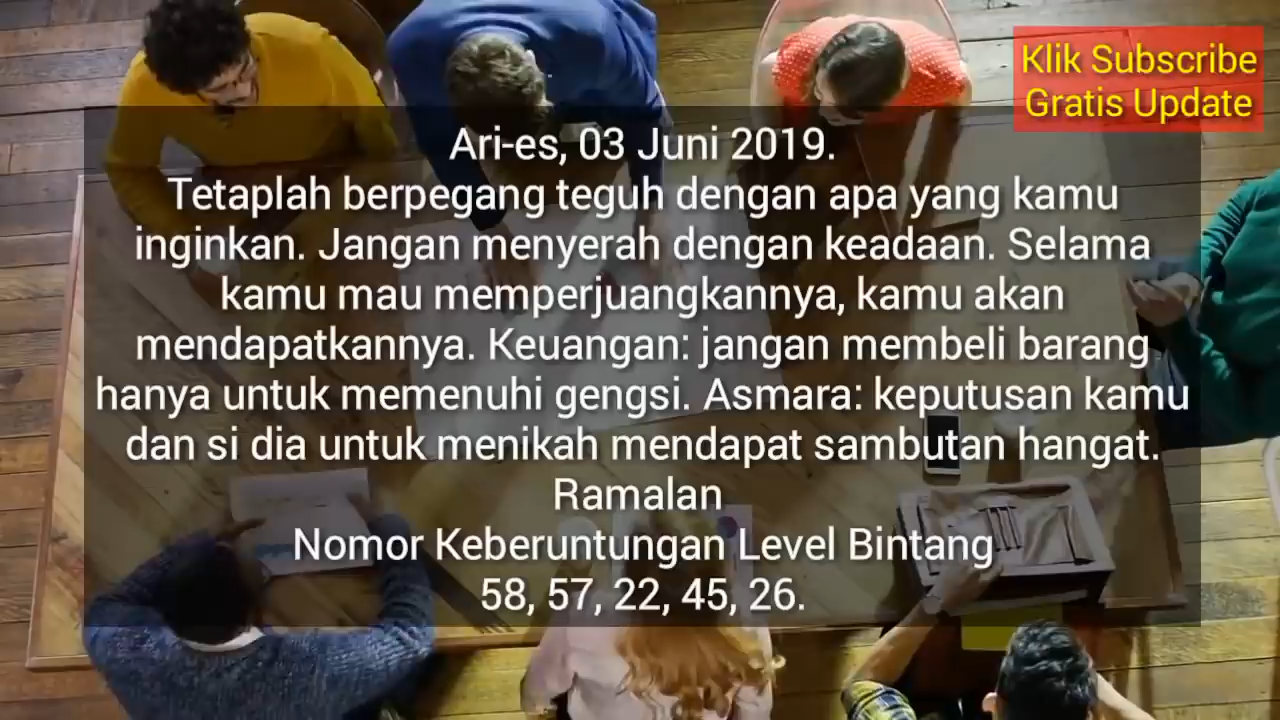 Klik Subscribe
Gratis Update
Ari-es, 03 Juni 2019.
Tetaplah berpegang teguh dengan apa yang kamu
inginkan. Jangan menyerah dengan keadaan. Selama
kamu mau memperjuangkannya, kamu akan
mendapatkannya. Keuangan: jangan membeli barang
hanya untuk memenuhi gengsi. Asmara: keputusan kamu
dan si dia untuk menikah mendapat sambutan hangat.
Ramalan
Nomor Keberuntungan Level Bintang
58, 57, 22, 45, 26.